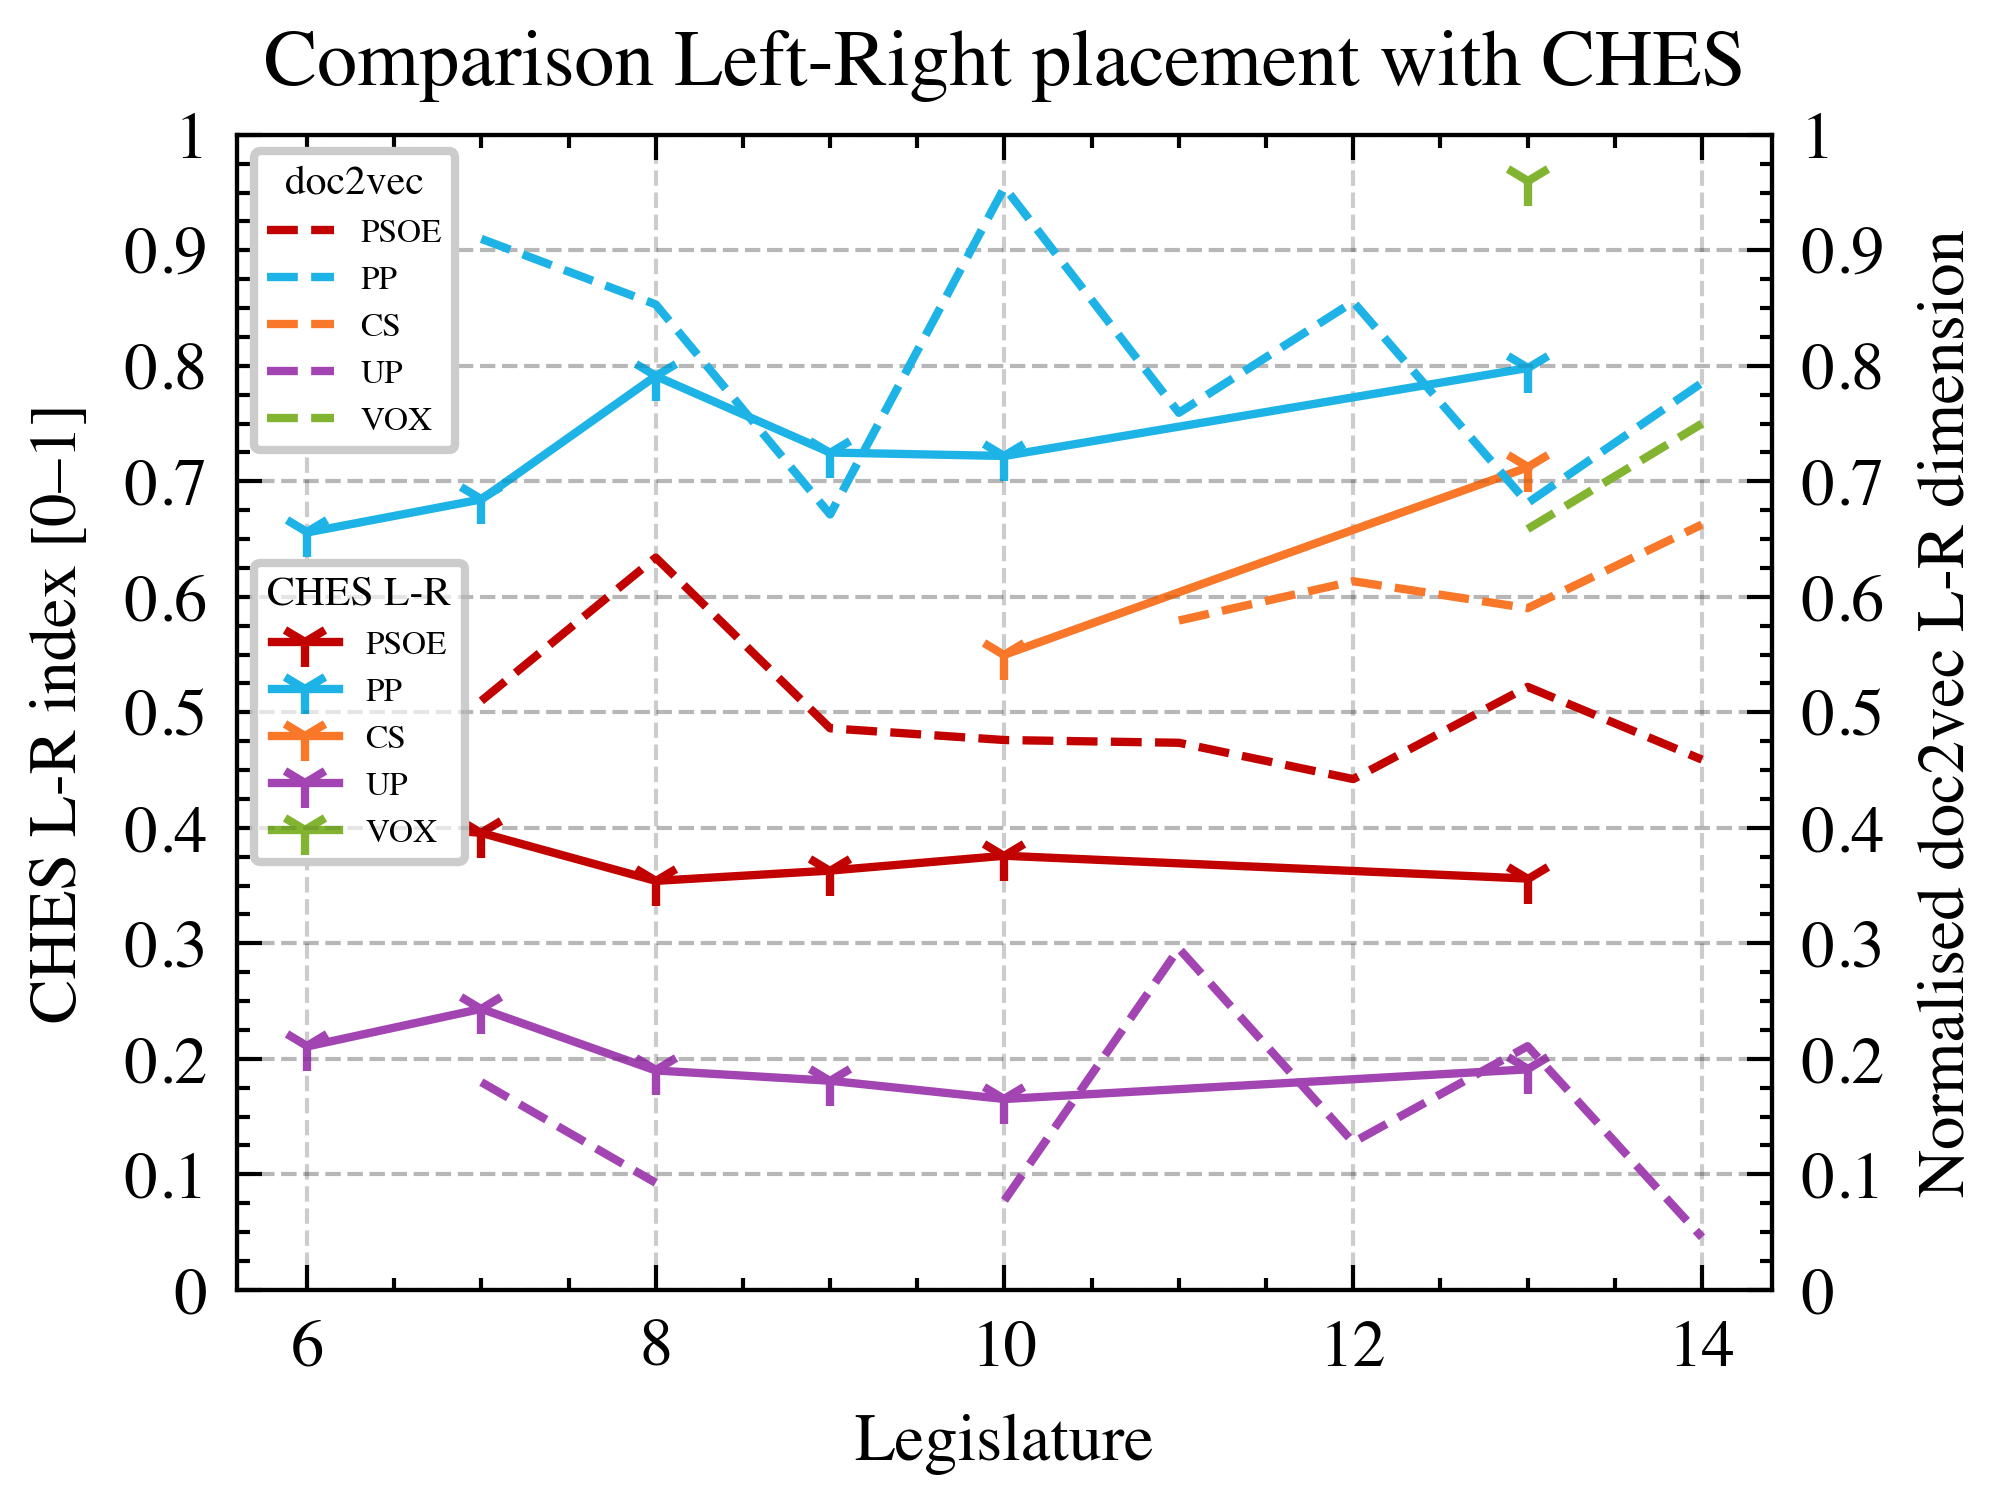 Comparison Left-Right placement with CHES
1
0.9
0.8
0.7
0.6
0.5
0.4
0.3
0.2
0.1
0
CHES L-R index [0–1]
doc2vec
PSOE
PP
CS
UP
VOX
CHES L-R
PSOE
PP
CS
UP
VOX
1
0.9
0.8
0.7
0.6
0.5
0.4
0.3
0.2
0.1
0
Normalised doc2vec L-R dimension
6 8 10 12 14
Legislature